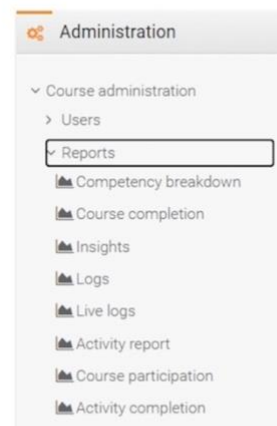 Administration
Course administration
Users
Reports
Competency breakdown
Course completion
Insights
Logs
Live logs
Activity report
Course participation
Activity completion